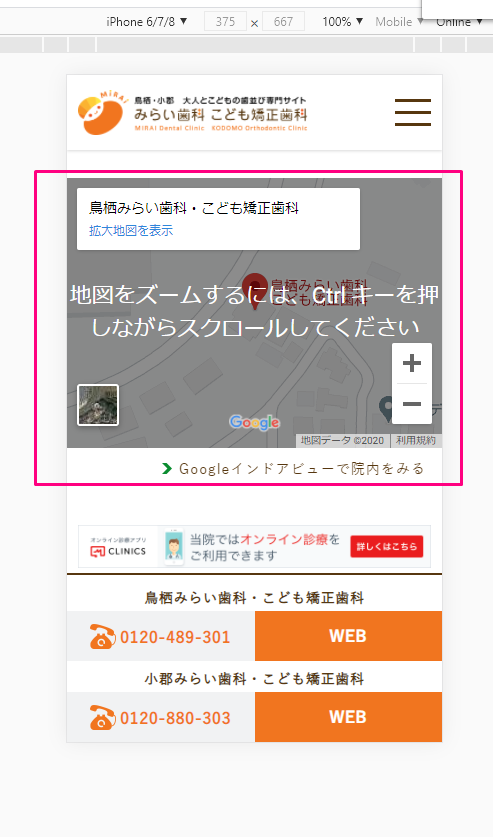 iPhone 6/7/8 ▼ 375 × 667 100% ▼ Mobile Online
MiRAi
鳥栖・小郡 大人とこどもの歯並び専門サイト
みらい歯科 こども矯正歯科
MIRAI Dental Clinic KODOMO Orthodontic Clinic
鳥栖みらい歯科・こども矯正歯科
拡大地図を表示
鳥栖みらい歯科
・こども矯正歯科
地図をズームするには、Ctrl キーを押
しながらスクロールしてください
デ
Google
地図データ ©2020 利用規約
Googleインドアビューで院内をみる
オンライン診療アプリ
CLINICS
当院ではオンライン診療を
ご利用できます
詳しくはこちら
鳥栖みらい歯科・こども矯正歯科
0120-489-301 WEB
小郡みらい歯科・こども矯正歯科
0120-880-303 WEB